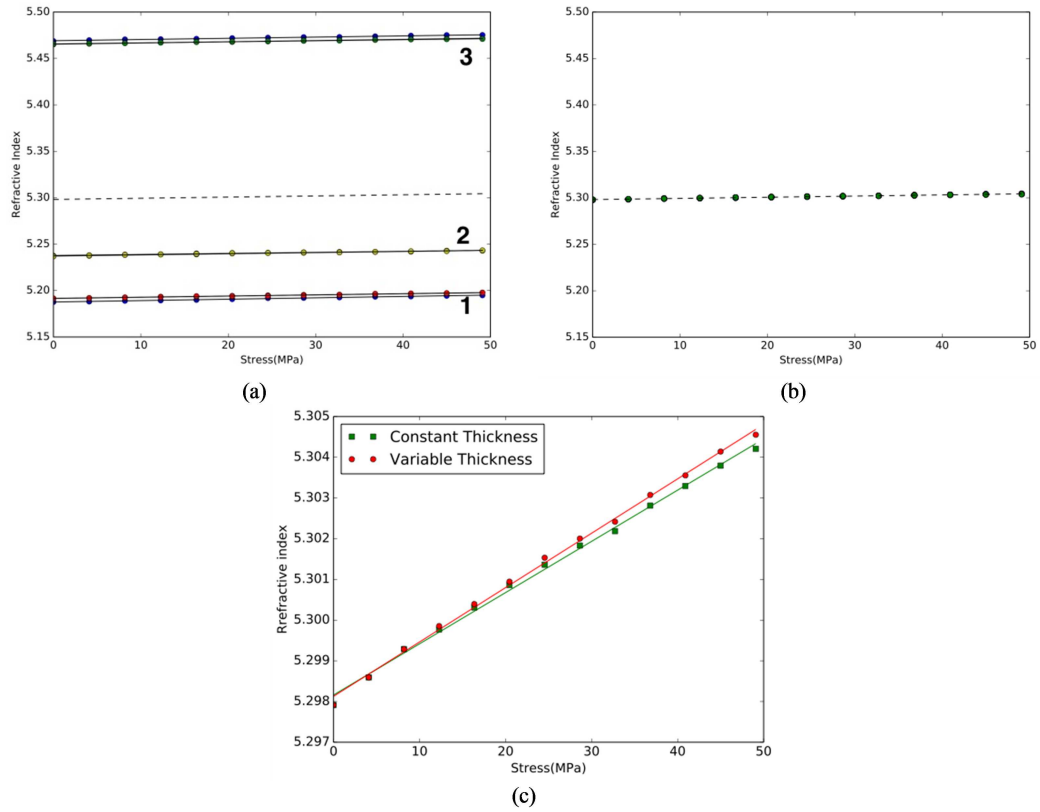 5.50
5.45
5.40
5.35
5.30
5.25
5.20
5.15
Refractive Index
3
2
1
0 10 20 30 40 50
Stress(MPa)
(a)
5.50
5.45
5.40
5.35
5.30
5.25
5.20
5.15
Refractive Index
0 10 20 30 40 50
Stress(MPa)
(b)
5.305
5.304
5.303
5.302
5.301
5.300
5.299
5.298
5.297
Rrefractive index
Constant Thickness
Variable Thickness
0 10 20 30 40 50
Stress(MPa)
(c)